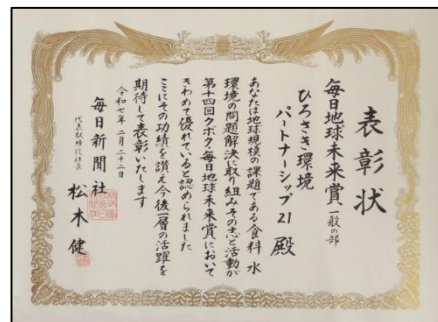 表彰状
毎日地球未来賞 一般の部
ひろさき環境
パートナーシップ21 殿
あなたは地球規模の課題である食料 水
環境の問題解決に取り組みその志と活動が
第十四回クボタ・毎日地球未来賞において
きわめて優れていると認められました
ここにその功績を讃え今後一層の活躍を
期待して表彰いたします
令和七年二月二十二日
毎日新聞社
代表取締役社長 松木健